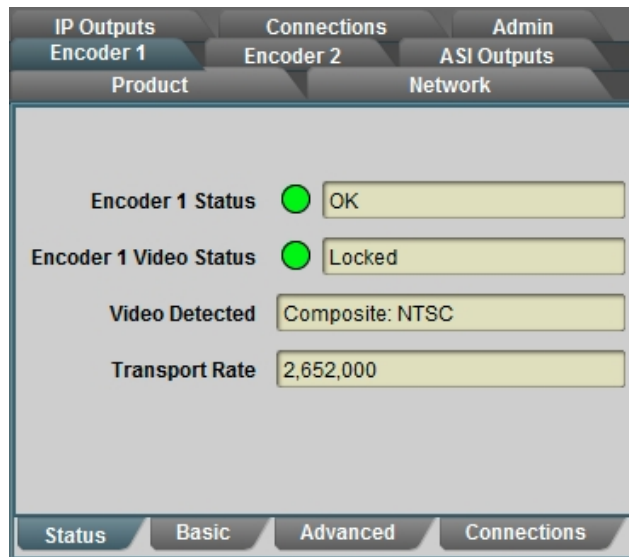 IP Outputs Connections Admin
Encoder 1 Encoder 2 ASI Outputs
Product Network
Encoder 1 Status OK
Encoder 1 Video Status Locked
Video Detected Composite: NTSC
Transport Rate 2,652,000
Status Basic Advanced Connections